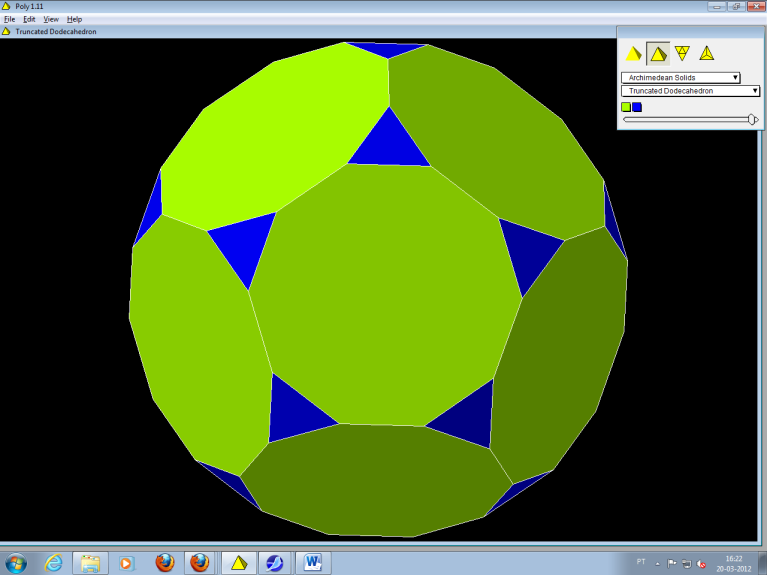 Poly 1.11
File Edit View Help
Truncated Dodecahedron
Archimedean Solids
Truncated Dodecahedron
PT
16:22
20-03-2012